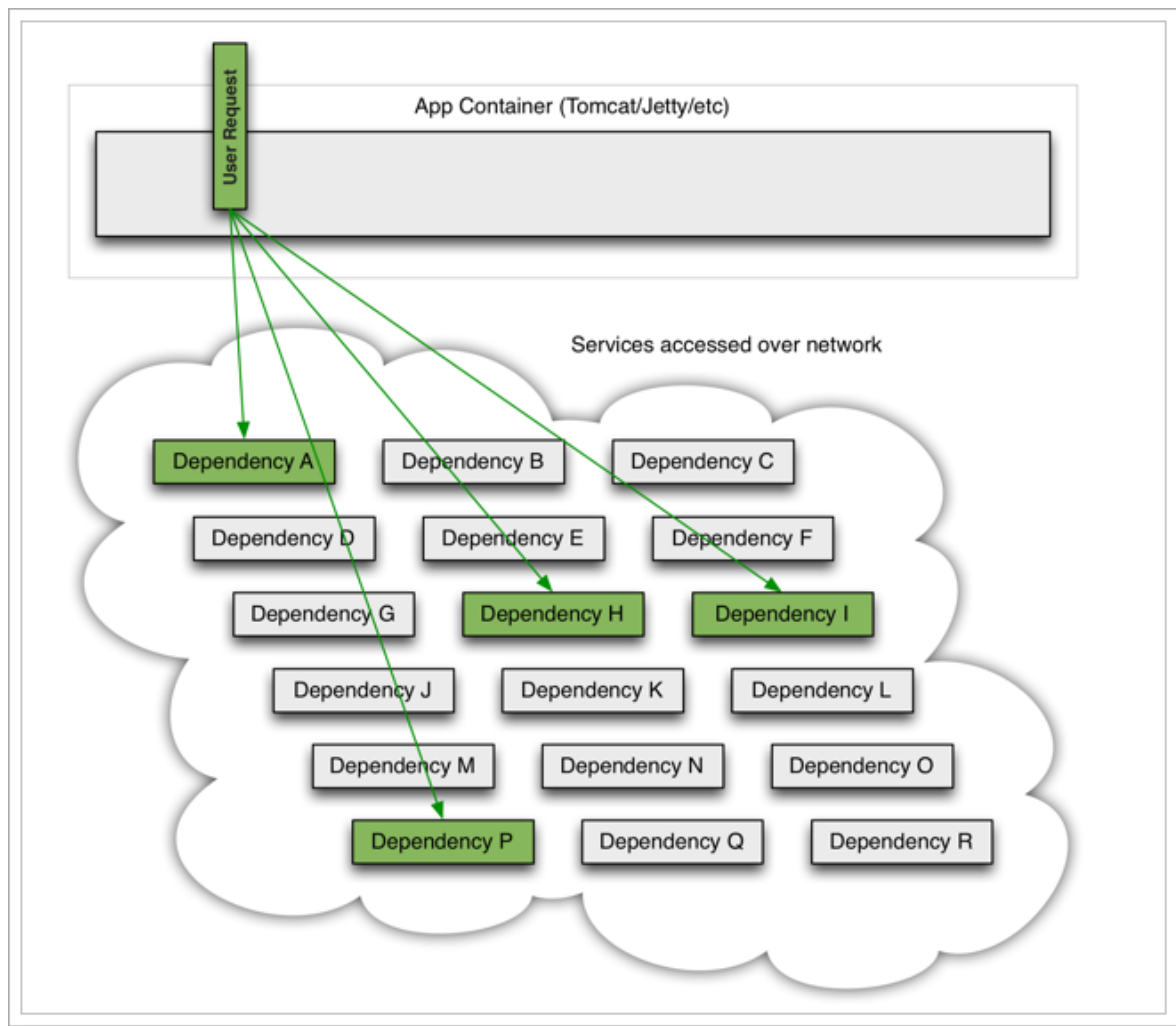 User Request
App Container (Tomcat/Jetty/etc)
Services accessed over network
Dependency A
Dependency B
Dependency C
Dependency D
Dependency E
Dependency F
Dependency G
Dependency H
Dependency I
Dependency J
Dependency K
Dependency L
Dependency M
Dependency N
Dependency O
Dependency P
Dependency Q
Dependency R